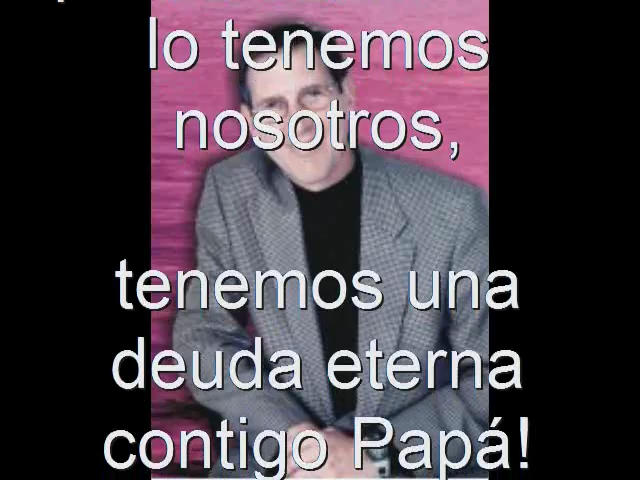 lo tenemos
nosotros,
tenemos una
deuda eterna
contigo Papá!